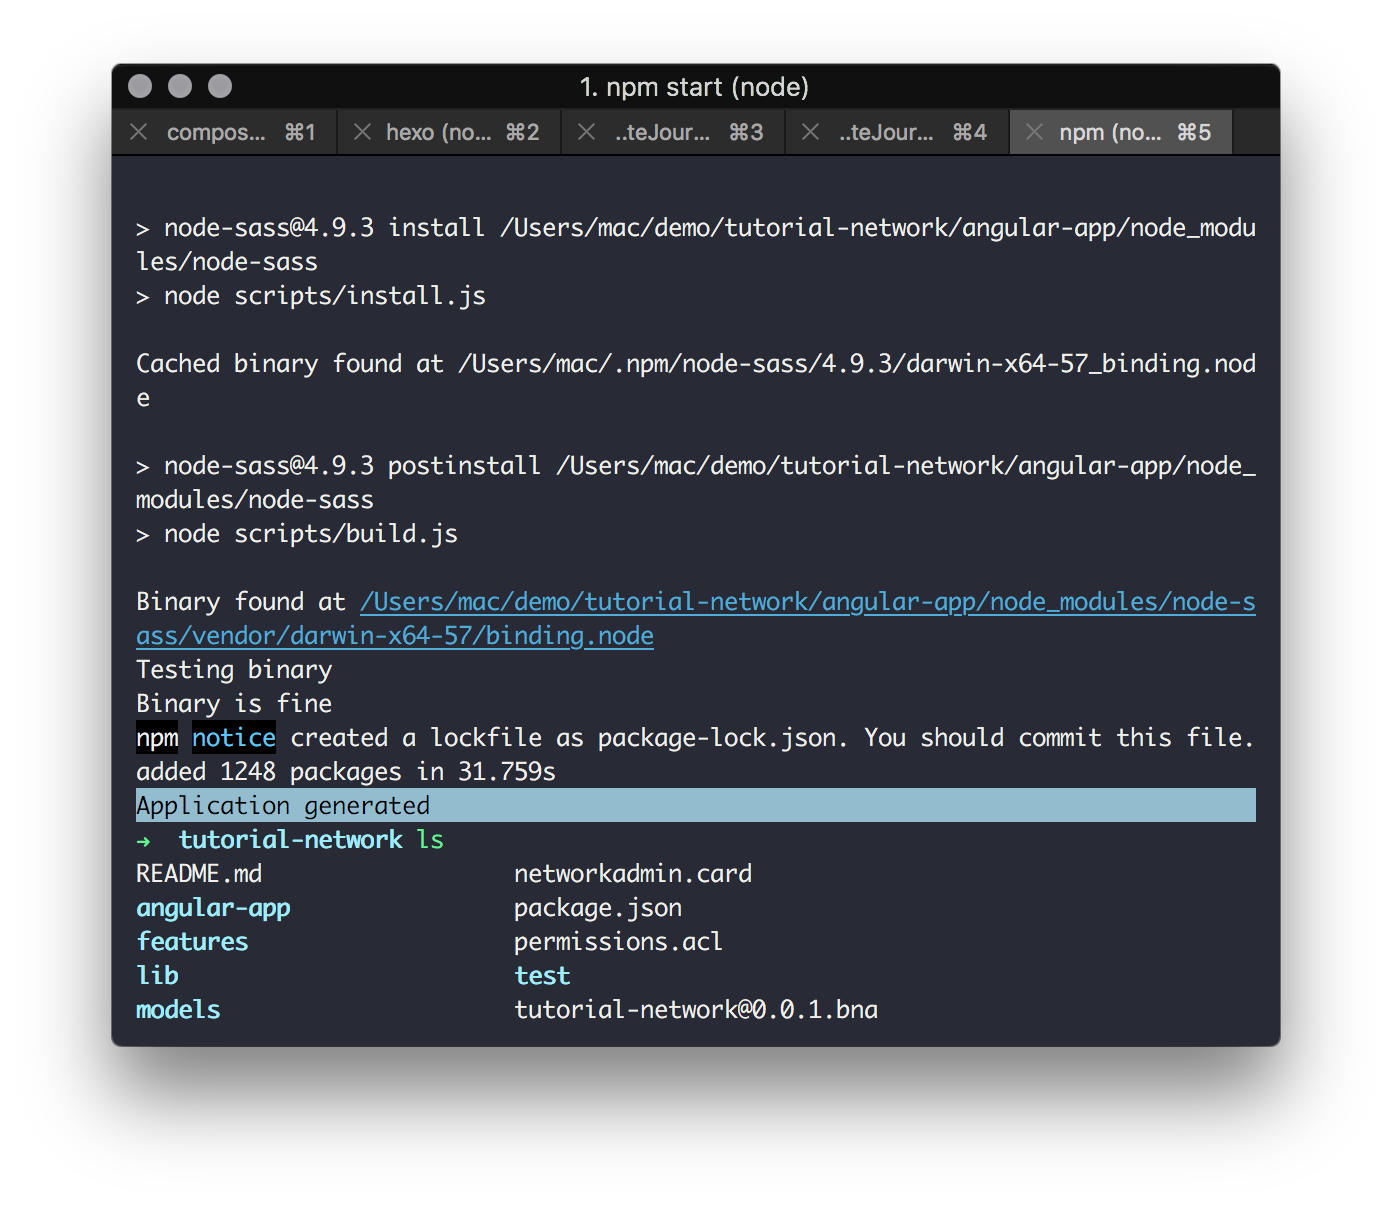 1. npm start (node)
compos... ⌘1 hexo (no... ⌘2 ..teJour... ⌘3 ..teJour... ⌘4 npm (no... ⌘5
> node-sass@4.9.3 install /Users/mac/demo/tutorial-network/angular-app/node_modu
les/node-sass
> node scripts/install.js
Cached binary found at /Users/mac/.npm/node-sass/4.9.3/darwin-x64-57_binding.nod
e
> node-sass@4.9.3 postinstall /Users/mac/demo/tutorial-network/angular-app/node_
modules/node-sass
> node scripts/build.js
Binary found at /Users/mac/demo/tutorial-network/angular-app/node_modules/node-s
ass/vendor/darwin-x64-57/binding.node
Testing binary
Binary is fine
npm notice created a lockfile as package-lock.json. You should commit this file.
added 1248 packages in 31.759s
Application generated
→ tutorial-network ls
README.md networkadmin.card
angular-app package.json
features permissions.acl
lib test
models tutorial-network@0.0.1.bna